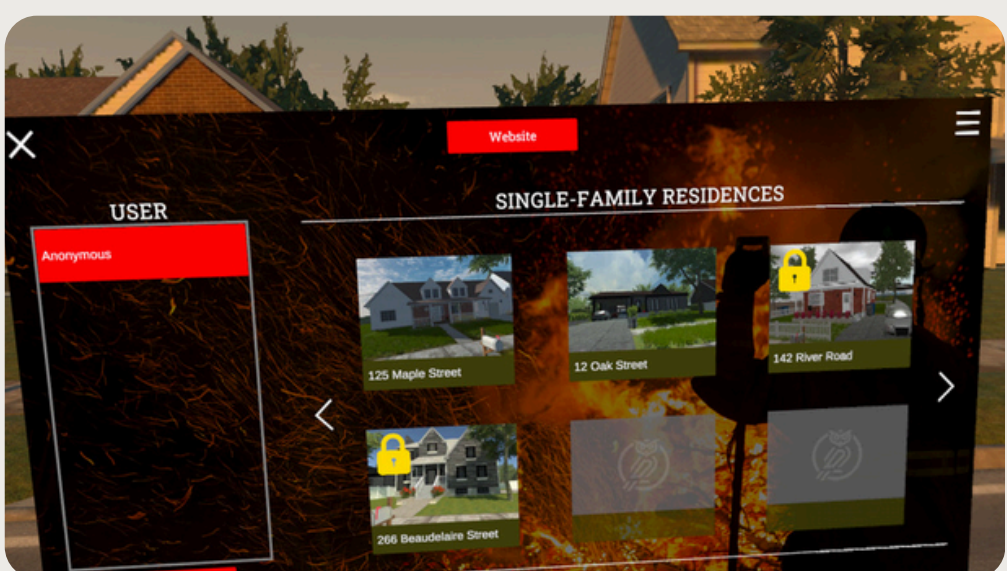 Website
USER
SINGLE-FAMILY RESIDENCES
Anonymous
125 Maple Street
12 Oak Street
142 River Road
266 Beaudelaire Street